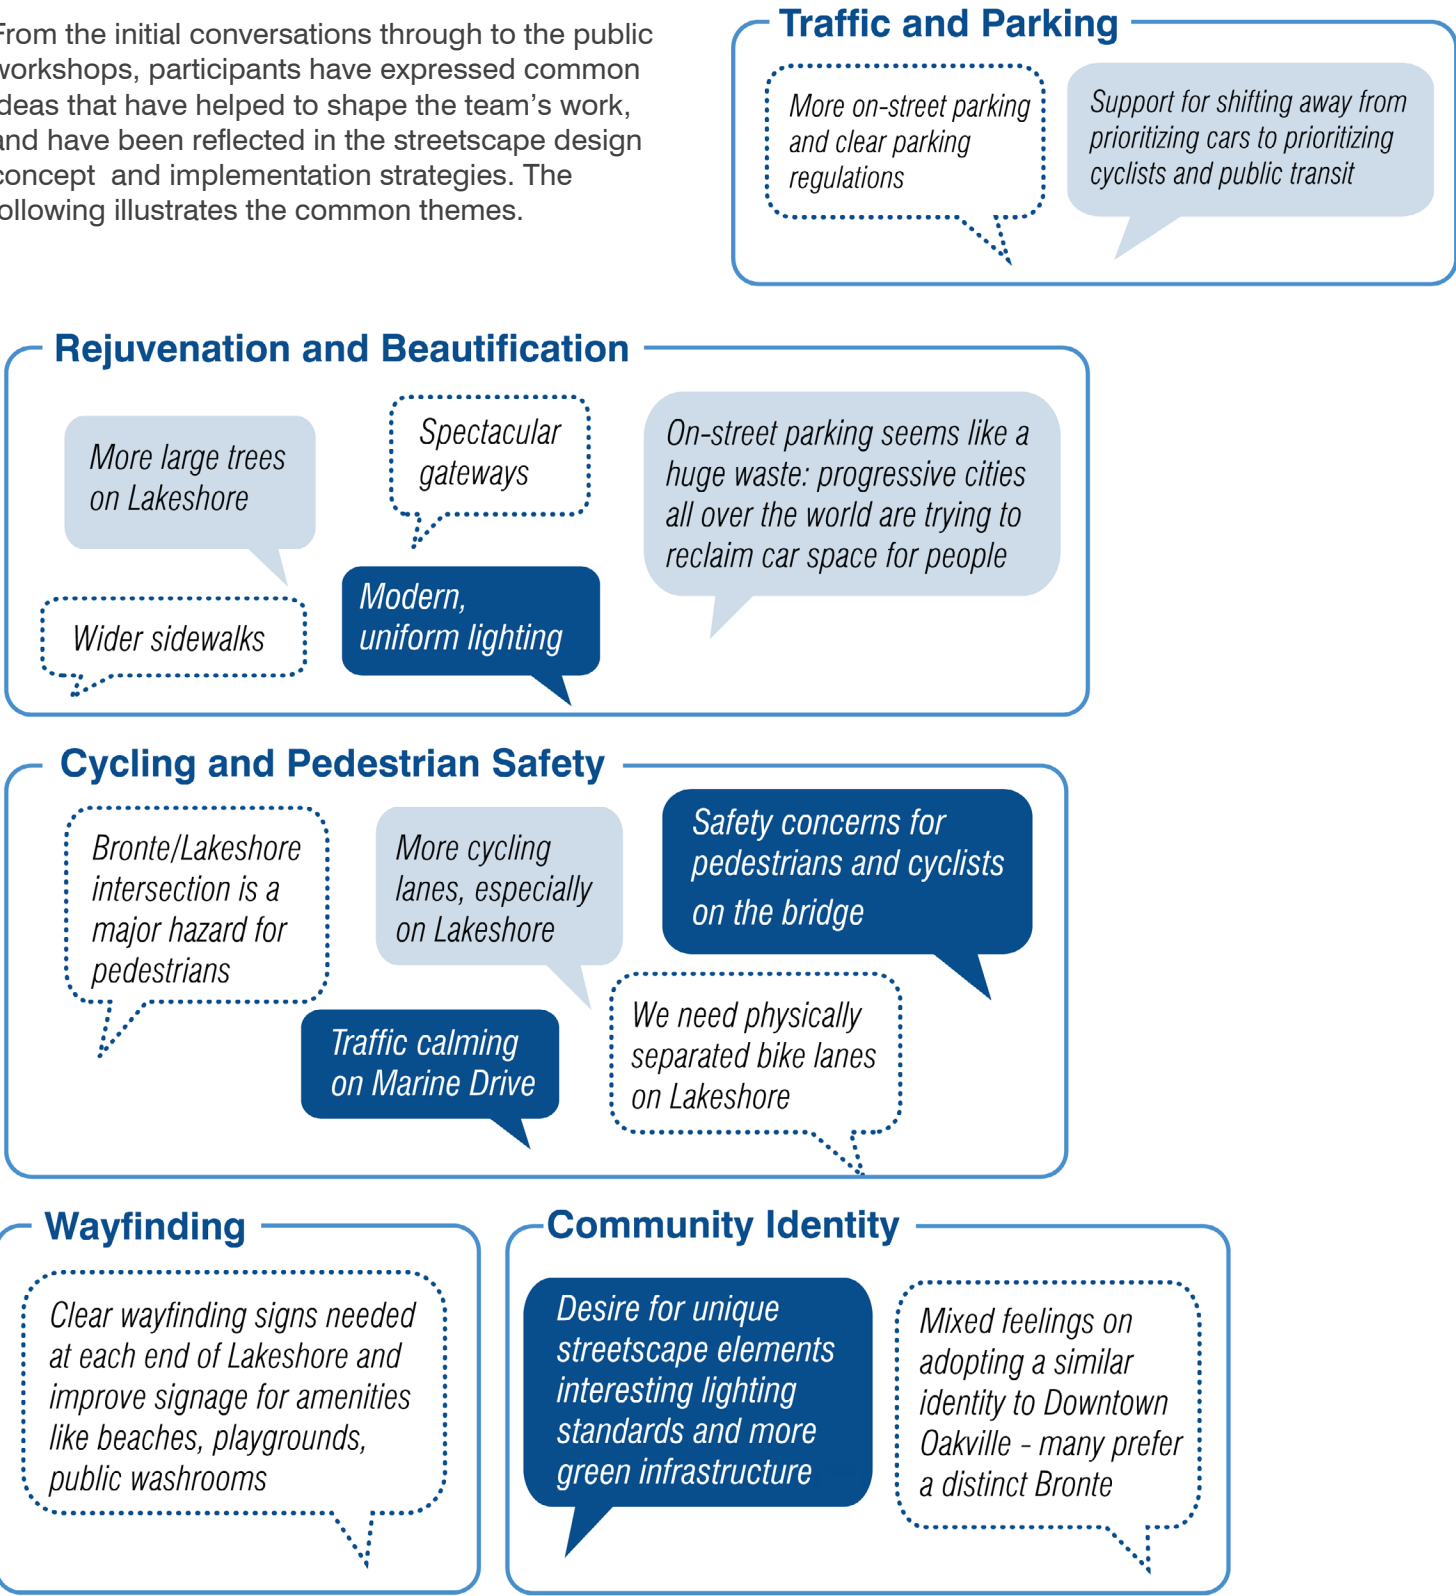 From the initial conversations through to the public
workshops, participants have expressed common
ideas that have helped to shape the team's work,
and have been reflected in the streetscape design
concept and implementation strategies. The
following illustrates the common themes.
Traffic and Parking
More on-street parking
and clear parking
regulations
Support for shifting away from
prioritizing cars to prioritizing
cyclists and public transit
Rejuvenation and Beautification
More large trees
on Lakeshore
Spectacular
gateways
On-street parking seems like a
huge waste: progressive cities
all over the world are trying to
reclaim car space for people
Wider sidewalks
Modern,
uniform lighting
Cycling and Pedestrian Safety
Bronte/Lakeshore
intersection is a
major hazard for
pedestrians
More cycling
lanes, especially
on Lakeshore
Safety concerns for
pedestrians and cyclists
on the bridge
Traffic calming
on Marine Drive
We need physically
separated bike lanes
on Lakeshore
Wayfinding
Clear wayfinding signs needed
at each end of Lakeshore and
improve signage for amenities
like beaches, playgrounds,
public washrooms
Community Identity
Desire for unique
streetscape elements
interesting lighting
standards and more
green infrastructure
Mixed feelings on
adopting a similar
identity to Downtown
Oakville - many prefer
a distinct Bronte